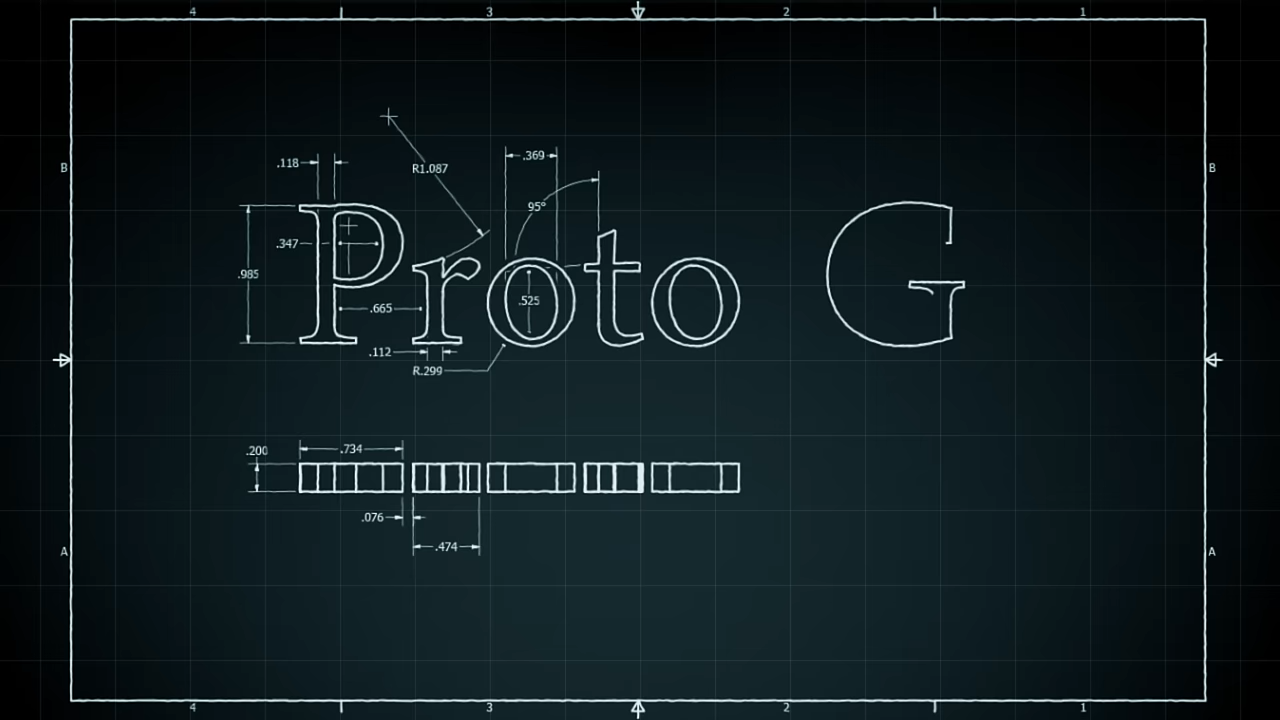 4 3 2 1
.118 R1.087 .369
B B
95°
Proto G
.347
.985
.525
.665
.112
R.299
.200 .734
.076
.474
A A
4 3 2 1